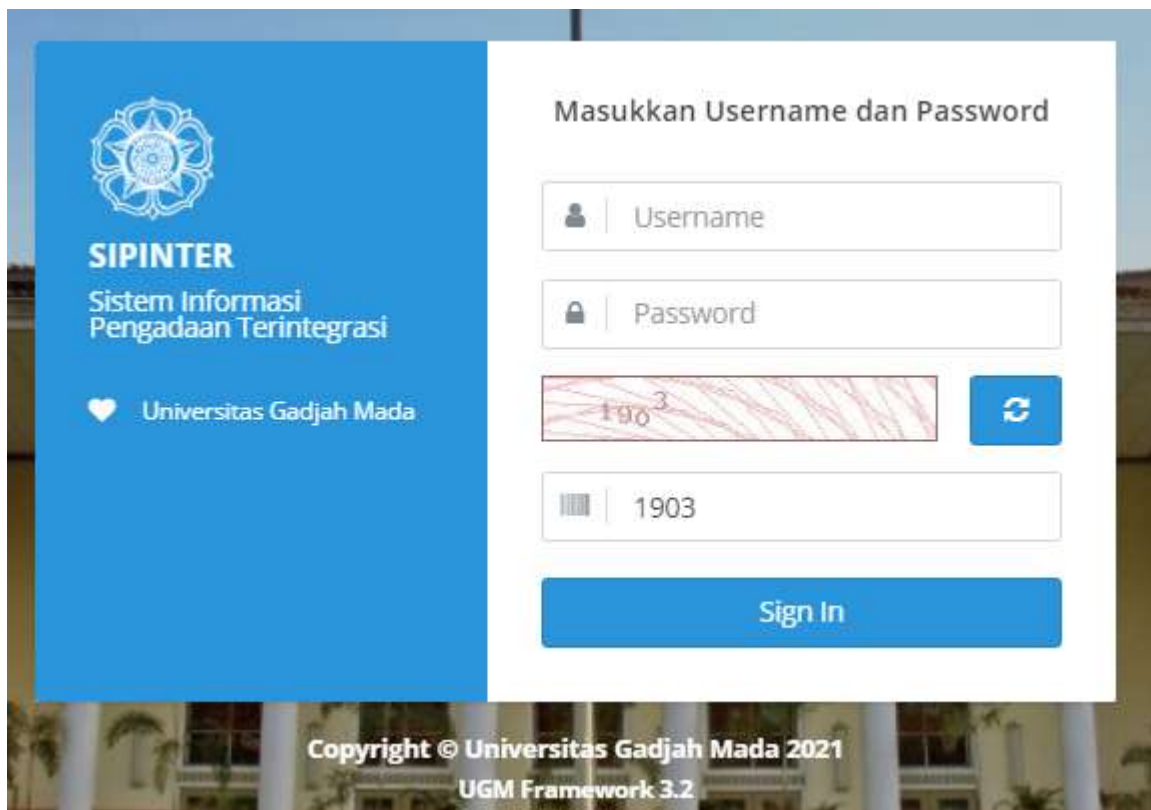 SIPINTER
Sistem Informasi
Pengadaan Terintegrasi
Universitas Gadjah Mada
Masukkan Username dan Password
Username
Password
1903
1903
Sign In
Copyright © Universitas Gadjah Mada 2021
UGM Framework 3.2